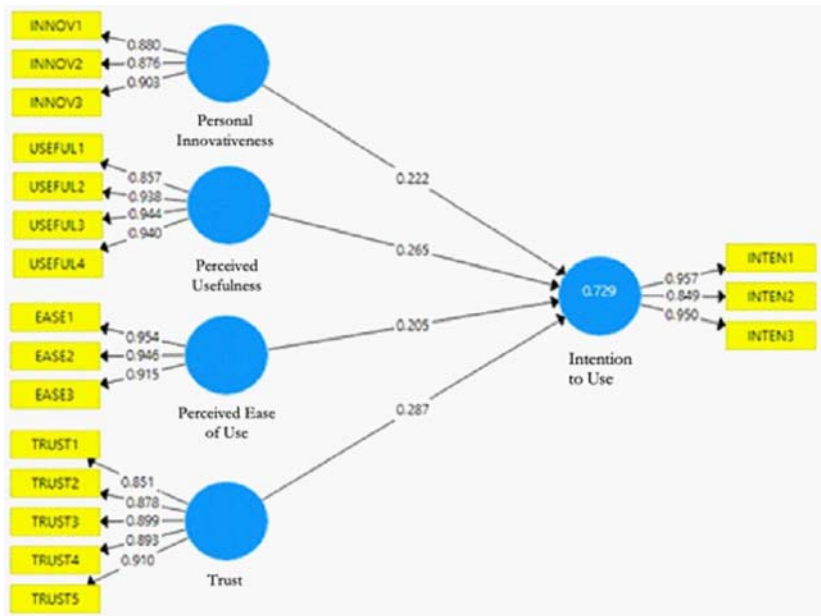 INNOV1
0.880
INNOV2
0.876
INNOV3
0.903
Personal
Innovativeness
0.222
USEFUL1
0.857
USEFUL2
0.938
USEFUL3
0.944
USEFUL4
0.940
Perceived
Usefulness
0.265
EASE1
0.954
EASE2
0.946
EASE3
0.915
Perceived Ease
of Use
0.205
TRUST1
0.851
TRUST2
0.878
TRUST3
0.899
TRUST4
0.893
TRUST5
0.910
Trust
0.287
0.729
Intention
to Use
INTEN1
0.957
INTEN2
0.849
INTEN3
0.950